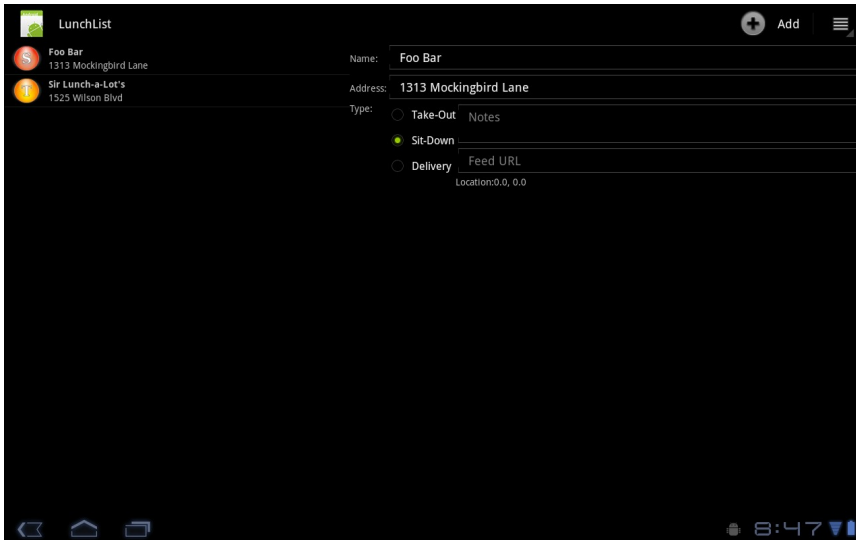 LunchList
Add
S
Foo Bar
1313 Mockingbird Lane
T
Sir Lunch-a-Lot's
1525 Wilson Blvd
Name: Foo Bar
Address: 1313 Mockingbird Lane
Type:
Take-Out
Sit-Down
Delivery
Notes
Feed URL
Location:0.0, 0.0
8:47